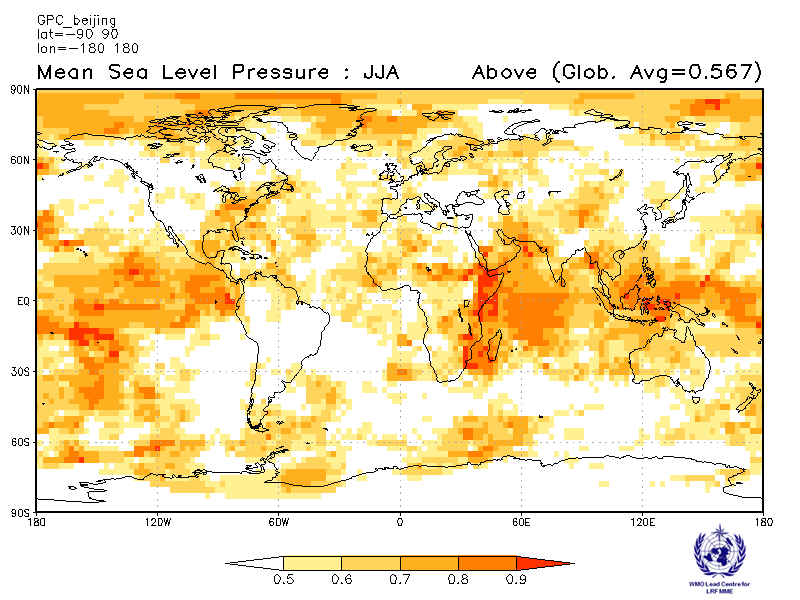 GPC_beijing
lat=-90 90
lon=-180 180
Mean Sea Level Pressure : JJA Above (Glob. Avg=0.567)
90N
60N
30N
EQ
30S
60S
90S
180 120W 60W 0 60E 120E 180
0.5 0.6 0.7 0.8 0.9
WMO Lead Centre for
LRF MME